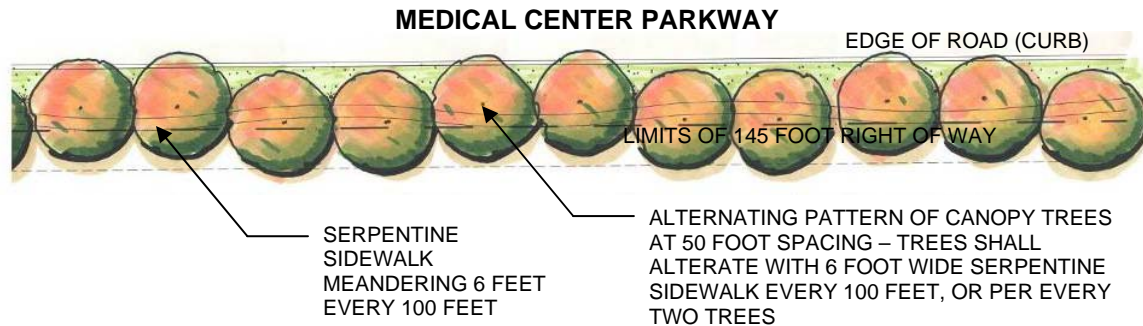 MEDICAL CENTER PARKWAY
EDGE OF ROAD (CURB)
LIMITS OF 145 FOOT RIGHT OF WAY
SERPENTINE
SIDEWALK
MEANDERING 6 FEET
EVERY 100 FEET
ALTERNATING PATTERN OF CANOPY TREES
AT 50 FOOT SPACING – TREES SHALL
ALTERATE WITH 6 FOOT WIDE SERPENTINE
SIDEWALK EVERY 100 FEET, OR PER EVERY
TWO TREES